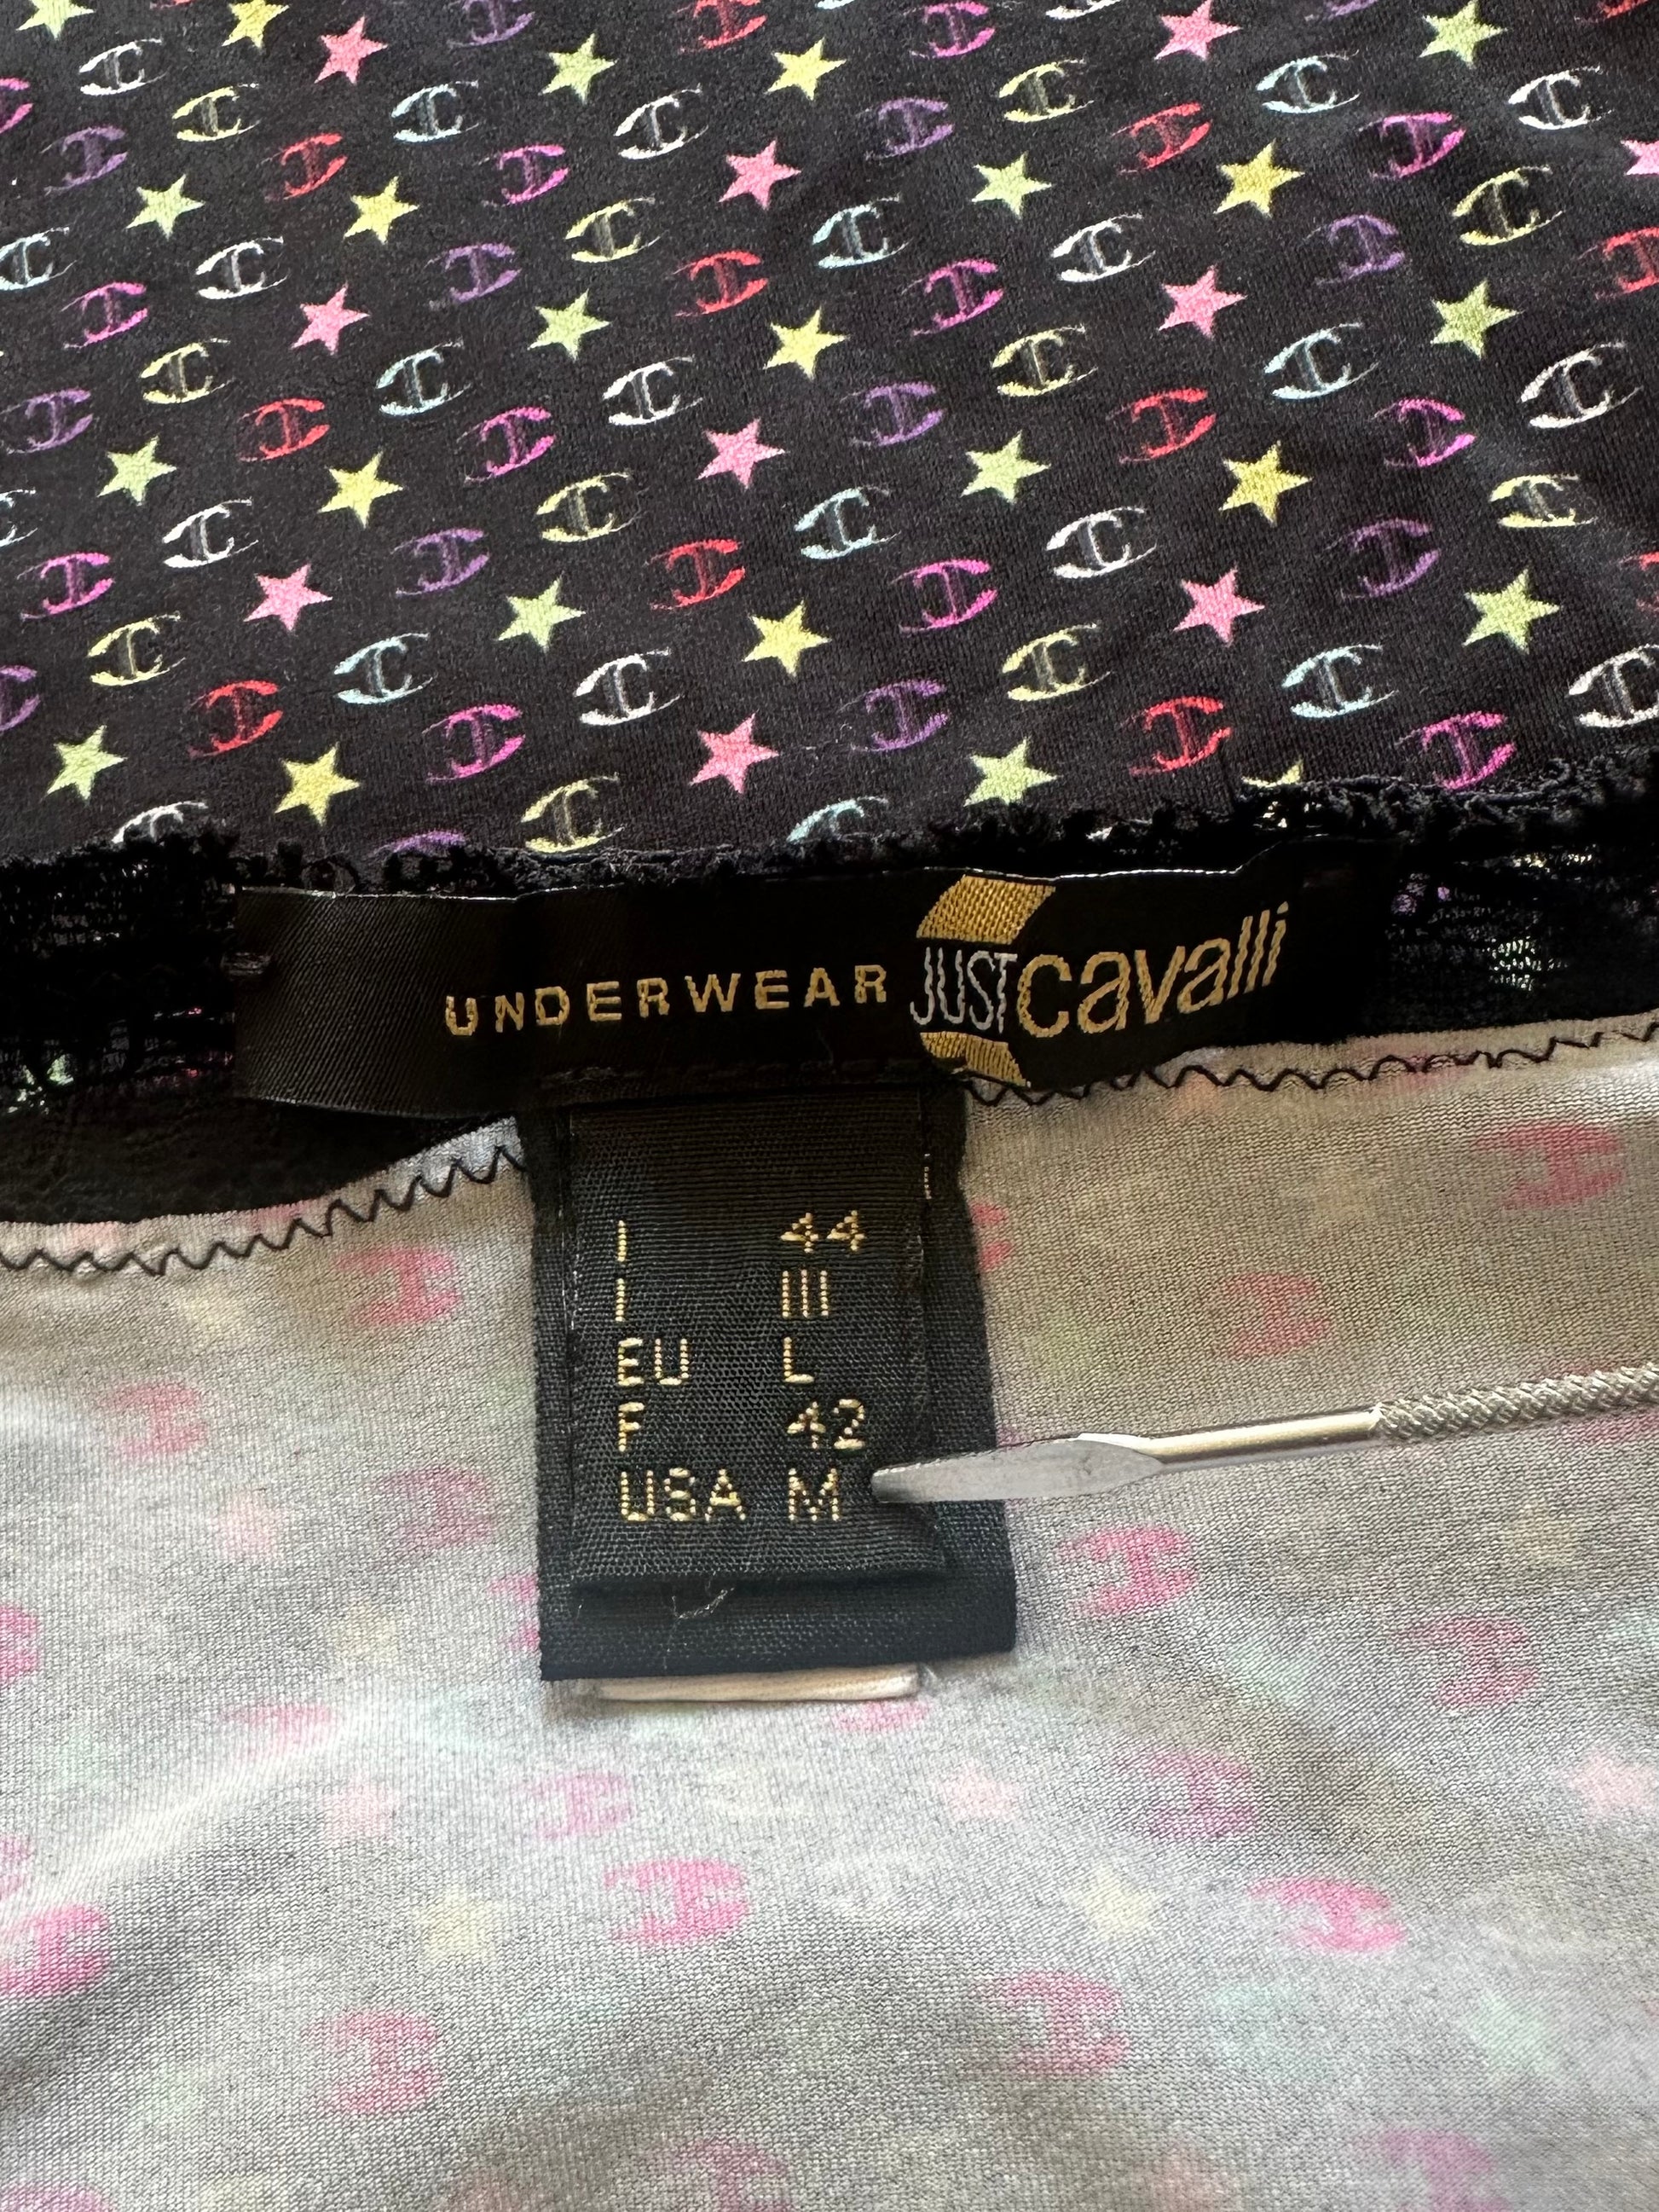 UNDERWEAR JUST cavalli
I 44
I III
EU L
F 42
USA M